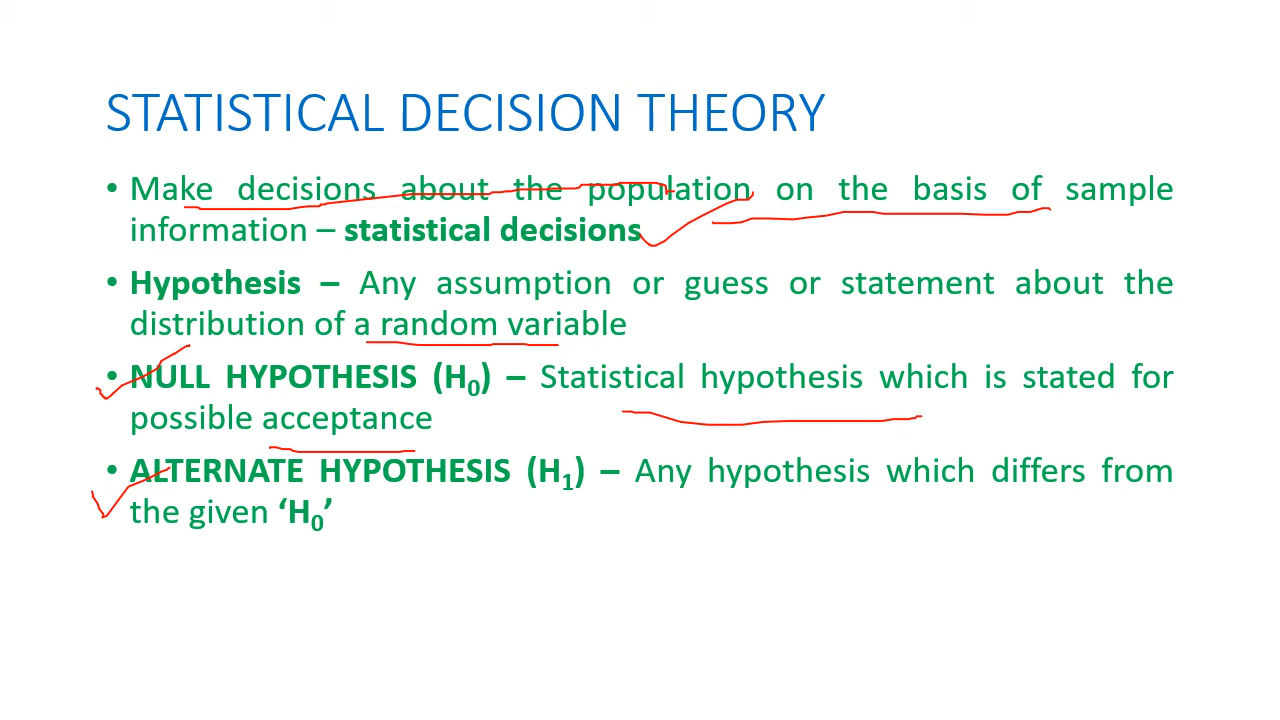 STATISTICAL DECISION THEORY
• Make decisions about the population on the basis of sample
information – statistical decisions
• Hypothesis – Any assumption or guess or statement about the
distribution of a random variable
• NULL HYPOTHESIS (H₀) – Statistical hypothesis which is stated for
possible acceptance
• ALTERNATE HYPOTHESIS (H₁) – Any hypothesis which differs from
the given ‘H₀’